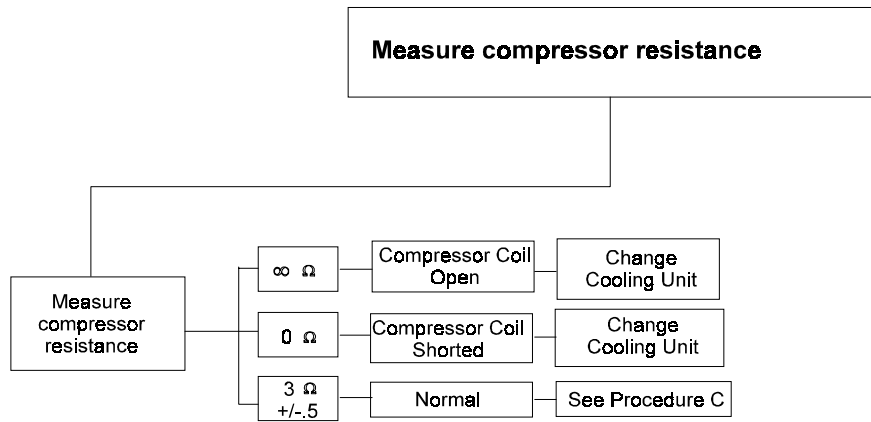 Measure compressor resistance
Measure
compressor
resistance
∞ Ω
Compressor Coil
Open
Change
Cooling Unit
0 Ω
Compressor Coil
Shorted
Change
Cooling Unit
3 Ω
+/-.5
Normal
See Procedure C